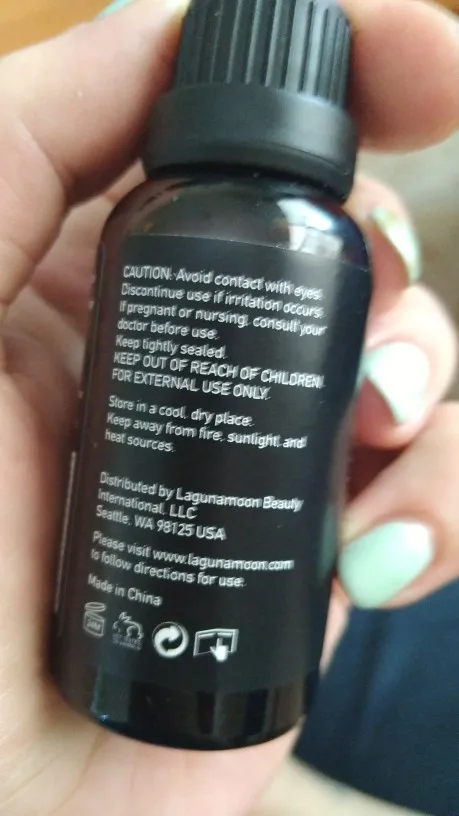 CAUTION: Avoid contact with eyes.
Discontinue use if irritation occurs.
If pregnant or nursing, consult your
doctor before use.
Keep tightly sealed.
KEEP OUT OF REACH OF CHILDREN.
FOR EXTERNAL USE ONLY.
Store in a cool, dry place.
Keep away from fire, sunlight, and
heat sources.
Distributed by Lagunamoon Beauty
International, LLC
Seattle, WA 98125 USA
Please visit www.lagunamoon.com
to follow directions for use.
Made in China
24M